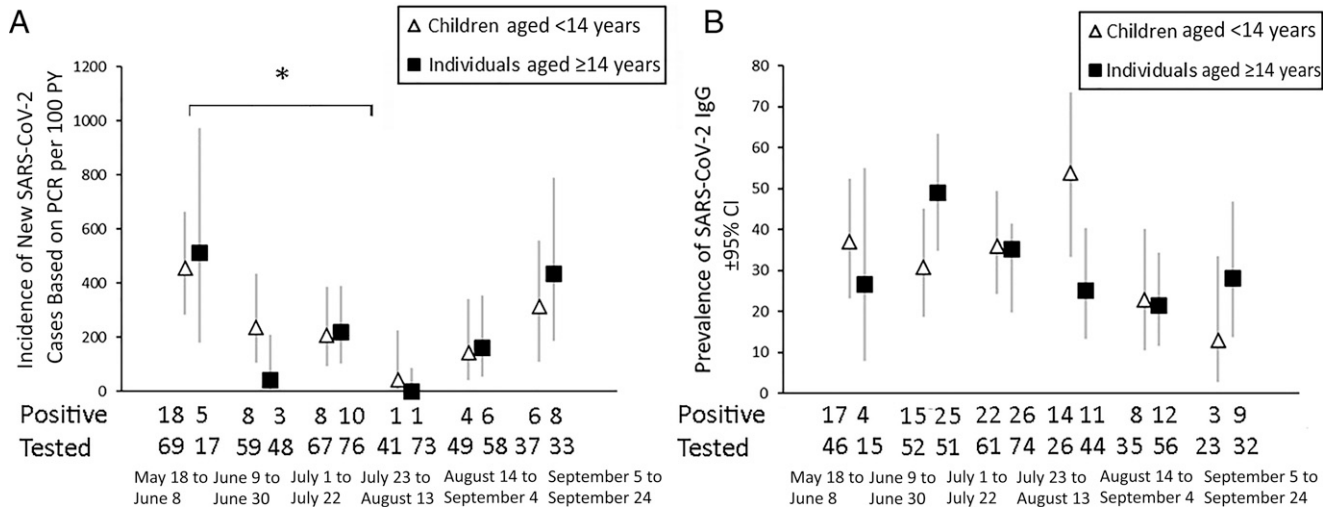 A
Children aged <14 years
Individuals aged ≥14 years
*
Incidence of New SARS-CoV-2
Cases Based on PCR per 100 PY
1200
1000
800
600
400
200
0
Positive 18 5 8 3 8 10 1 1 4 6 6 8
Tested 69 17 59 48 67 76 41 73 49 58 37 33
May 18 to June 9 to July 1 to July 23 to August 14 to September 5 to
June 8 June 30 July 22 August 13 September 4 September 24
B
Children aged <14 years
Individuals aged ≥14 years
Prevalence of SARS-CoV-2 IgG
±95% CI
80
70
60
50
40
30
20
10
0
Positive 17 4 15 25 22 26 14 11 8 12 3 9
Tested 46 15 52 51 61 74 26 44 35 56 23 32
May 18 to June 9 to July 1 to July 23 to August 14 to September 5 to
June 8 June 30 July 22 August 13 September 4 September 24